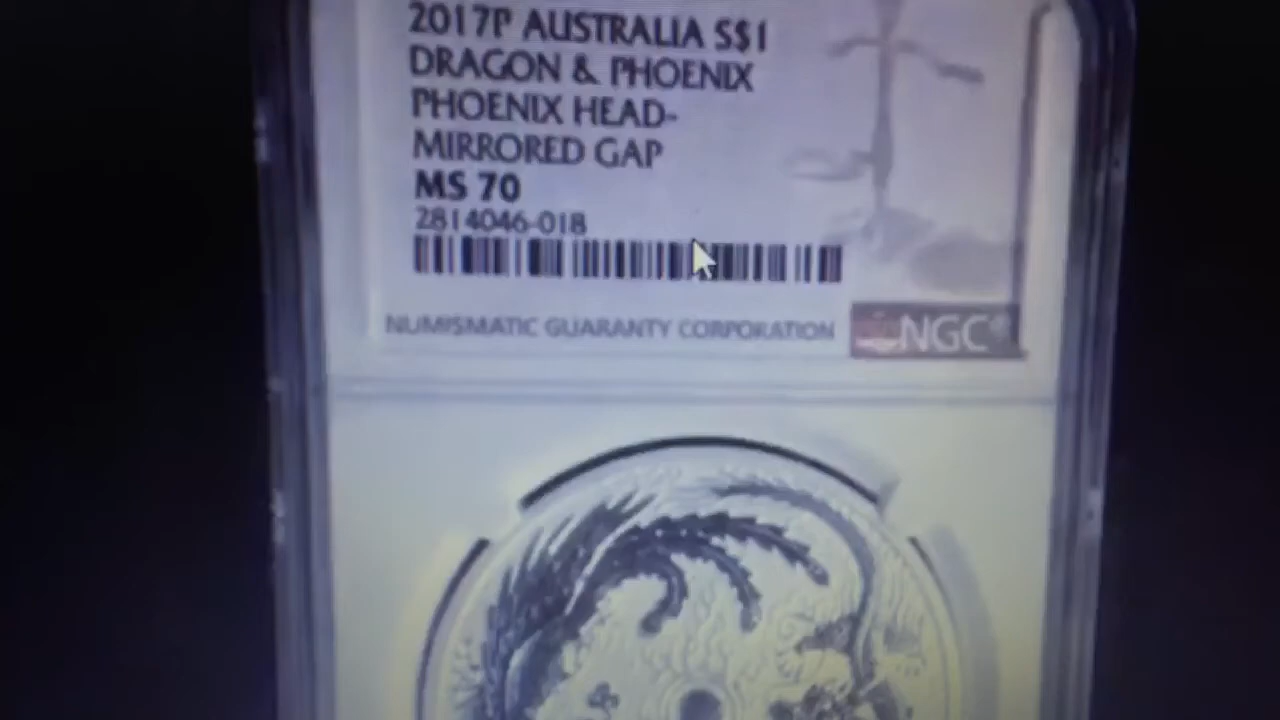 2017P AUSTRALIA S$1
DRAGON & PHOENIX
PHOENIX HEAD-
MIRRORED GAP
MS 70
2814046-018
NUMISMATIC GUARANTY CORPORATION
NGC®